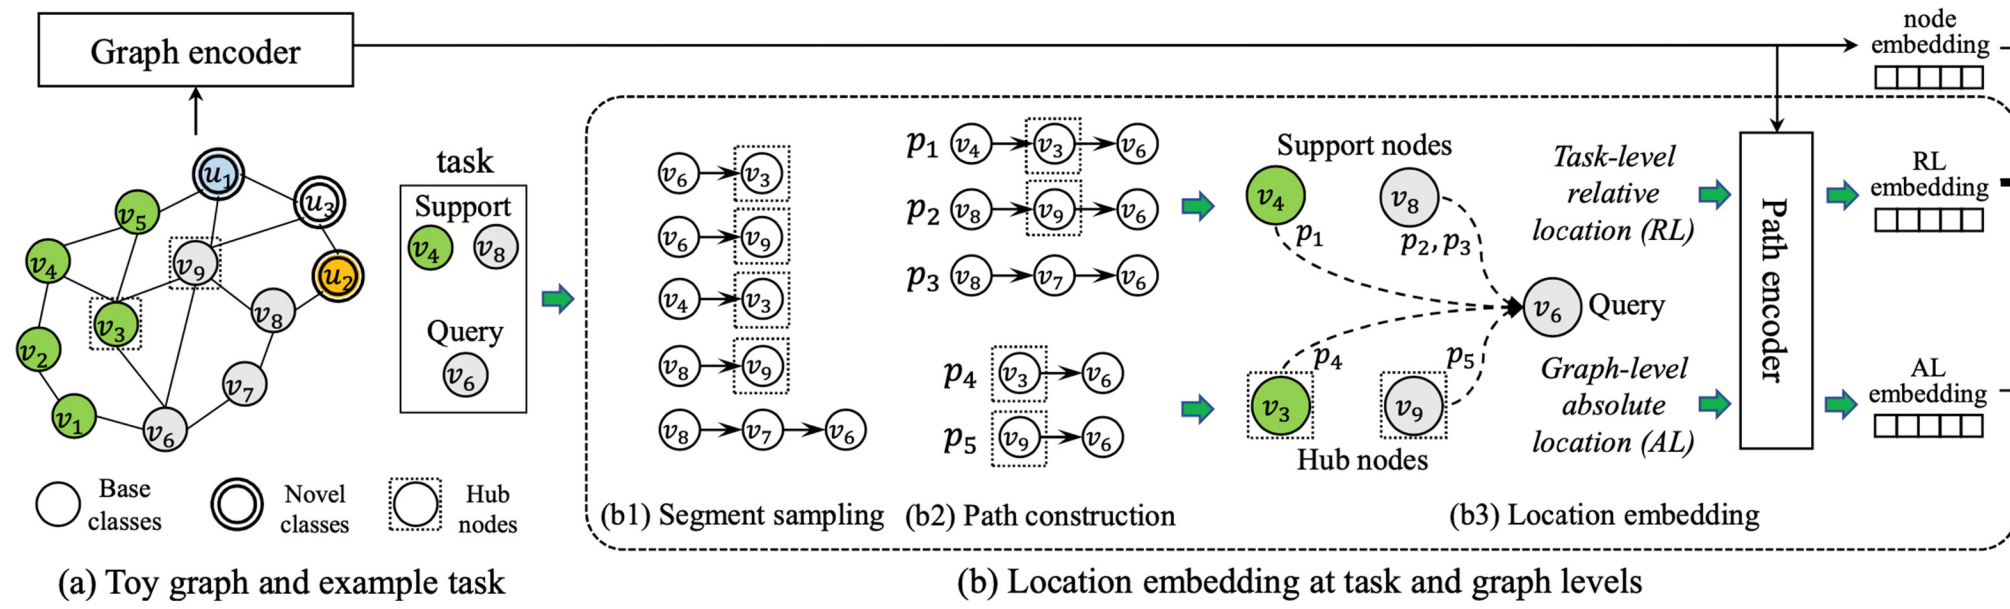 Graph encoder
node
embedding
u₁
u₃
v₅
v₄
v₉
u₂
v₃
v₈
v₂
v₇
v₁
v₆
Base
classes
Novel
classes
Hub
nodes
(a) Toy graph and example task
task
Support
v₄ v₈
Query
v₆
v₆ v₃
v₆ v₉
v₄ v₃
v₈ v₉
v₈ v₇ v₆
(b1) Segment sampling
p₁ v₄ v₃ v₆
p₂ v₈ v₉ v₆
p₃ v₈ v₇ v₆
p₄ v₃ v₆
p₅ v₉ v₆
(b2) Path construction
Support nodes
v₄ v₈
p₁
p₂, p₃
v₆ Query
p₄ p₅
v₃ v₉
Hub nodes
Task-level
relative
location (RL)
Graph-level
absolute
location (AL)
(b3) Location embedding
Path encoder
RL
embedding
AL
embedding
(b) Location embedding at task and graph levels